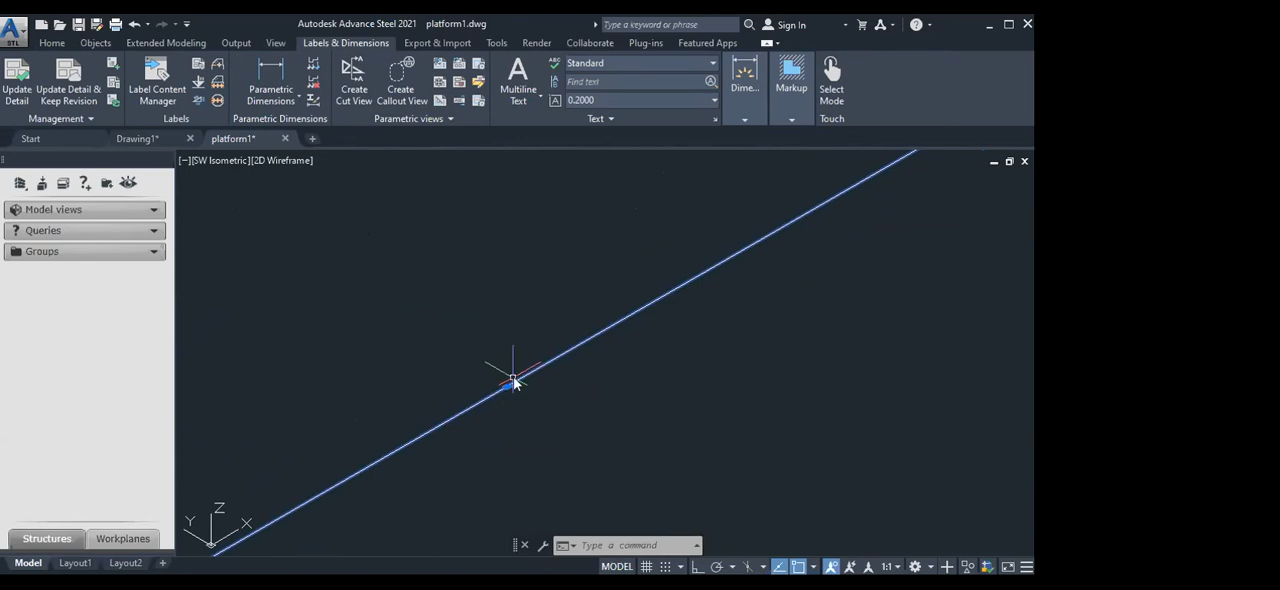 Autodesk Advance Steel 2021 platform1.dwg
Type a keyword or phrase
Sign In
STL
Home Objects Extended Modeling Output View Labels & Dimensions Export & Import Tools Render Collaborate Plug-ins Featured Apps
Update Detail
Update Detail & Keep Revision
Management
Label Content Manager
Labels
Parametric Dimensions
Parametric Dimensions
Create Cut View
Create Callout View
Parametric views
Multiline Text
Standard
Find text
0.2000
Text
Dime...
Markup
Select Mode
Touch
Start Drawing1* platform1*
[−][SW Isometric][2D Wireframe]
Model views
Queries
Groups
Z
Y
X
Structures Workplanes
Type a command
Model Layout1 Layout2
MODEL 1:1